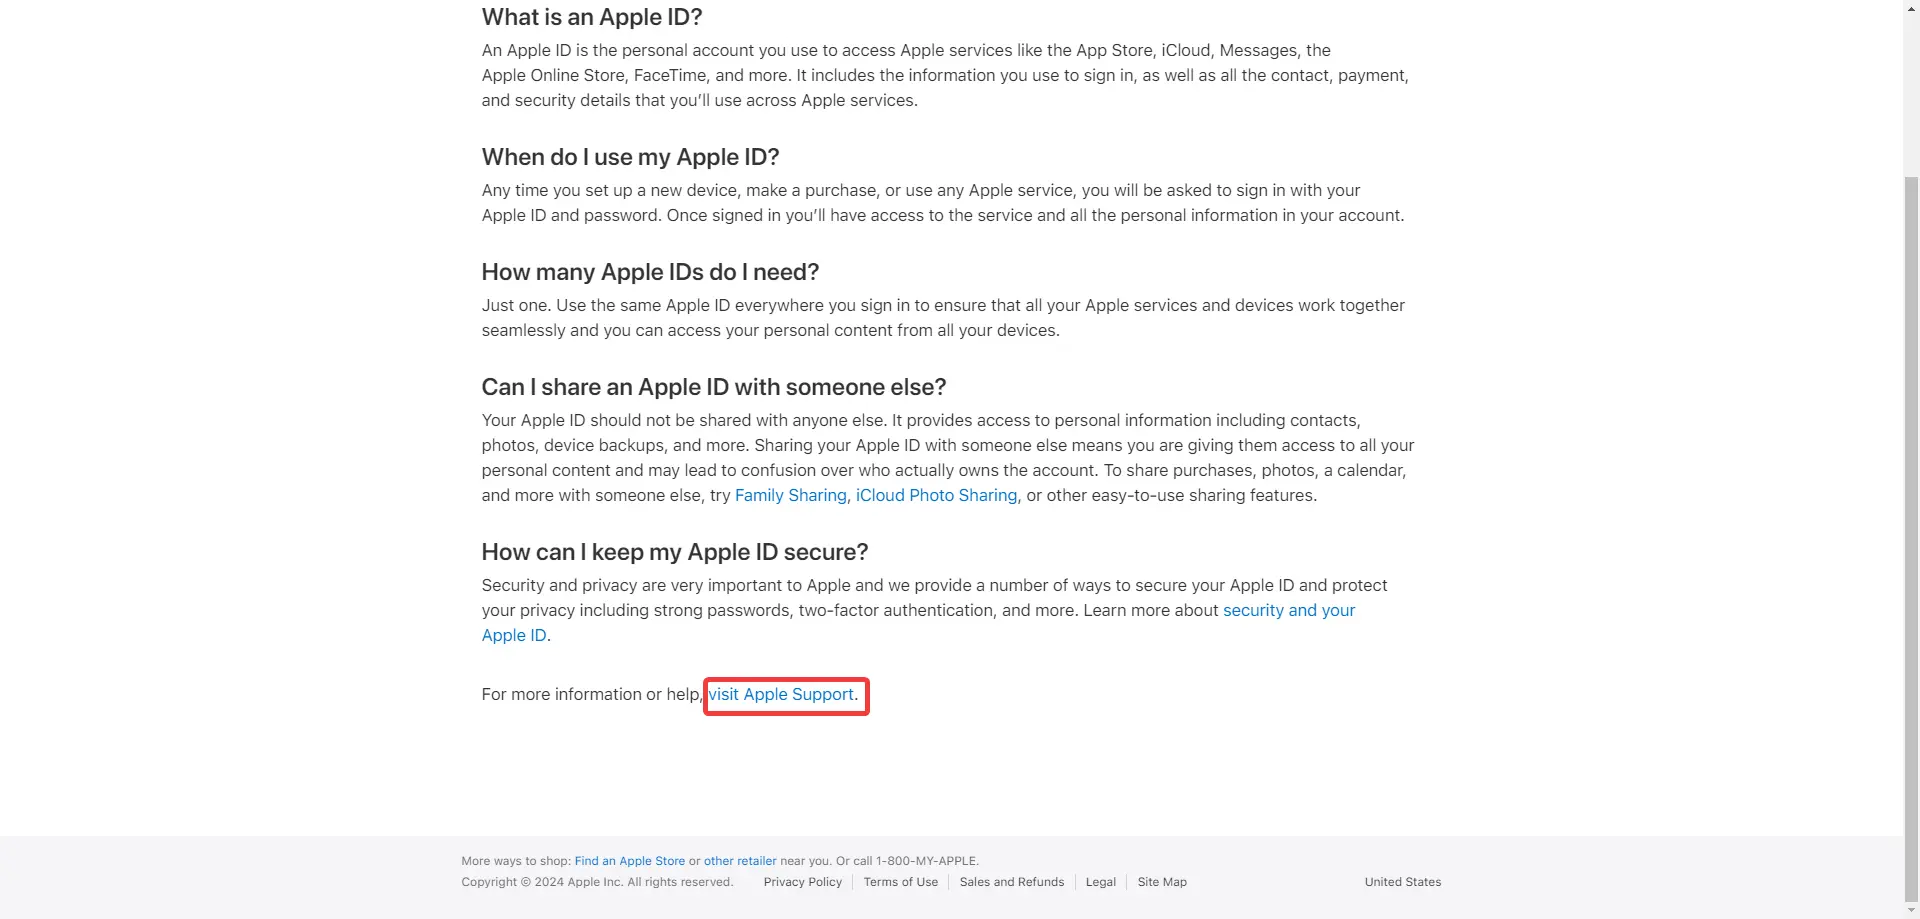 What is an Apple ID?
An Apple ID is the personal account you use to access Apple services like the App Store, iCloud, Messages, the
Apple Online Store, FaceTime, and more. It includes the information you use to sign in, as well as all the contact, payment,
and security details that you’ll use across Apple services.
When do I use my Apple ID?
Any time you set up a new device, make a purchase, or use any Apple service, you will be asked to sign in with your
Apple ID and password. Once signed in you’ll have access to the service and all the personal information in your account.
How many Apple IDs do I need?
Just one. Use the same Apple ID everywhere you sign in to ensure that all your Apple services and devices work together
seamlessly and you can access your personal content from all your devices.
Can I share an Apple ID with someone else?
Your Apple ID should not be shared with anyone else. It provides access to personal information including contacts,
photos, device backups, and more. Sharing your Apple ID with someone else means you are giving them access to all your
personal content and may lead to confusion over who actually owns the account. To share purchases, photos, a calendar,
and more with someone else, try Family Sharing, iCloud Photo Sharing, or other easy-to-use sharing features.
How can I keep my Apple ID secure?
Security and privacy are very important to Apple and we provide a number of ways to secure your Apple ID and protect
your privacy including strong passwords, two-factor authentication, and more. Learn more about security and your
Apple ID.
For more information or help, visit Apple Support.
More ways to shop: Find an Apple Store or other retailer near you. Or call 1-800-MY-APPLE.
Copyright © 2024 Apple Inc. All rights reserved. Privacy Policy Terms of Use Sales and Refunds Legal Site Map United States